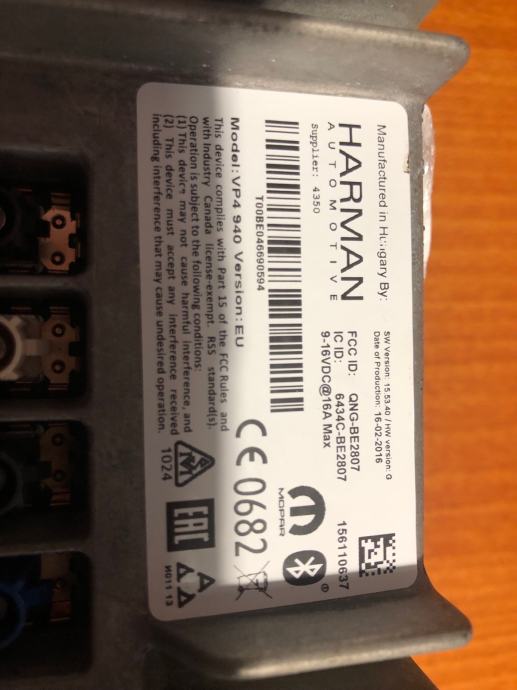 Manufactured in Hungary By:
HARMAN
AUTOMOTIVE
Supplier: 4350
SW Version: 15.53.40 / HW version: G
Date of Production: 16-02-2016
FCC ID: QNG-BE2807
IC ID: 6434C-BE2807
9-16VDC@16A Max
156110637
T00BE046690594
MOPAR
Model: VP4 940 Version: EU
CE 0682
This device complies with Part 15 of the FCC Rules and
with Industry Canada license-exempt. RSS standard(s).
Operation is subject to the following conditions:
(1) This device may not cause harmful interference, and
(2) This device must accept any interference received
including interference that may cause undesired operation.
1024
EAC
И011 13